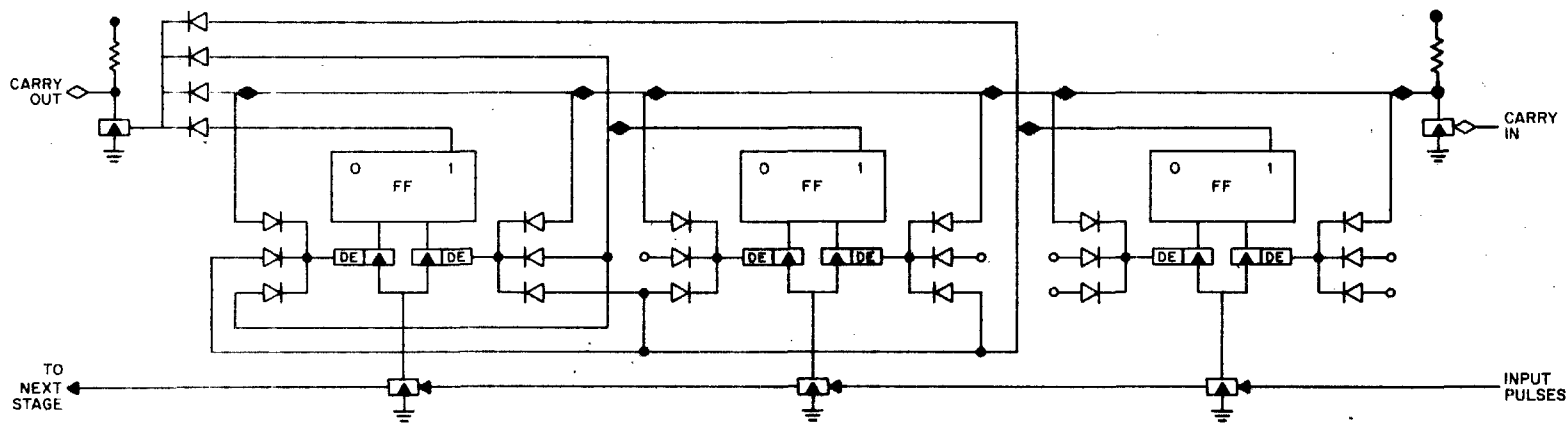 CARRY
OUT
CARRY
IN
0 1
FF
0 1
FF
0 1
FF
DE DE
DE DE
DE DE
TO
NEXT
STAGE
INPUT
PULSES